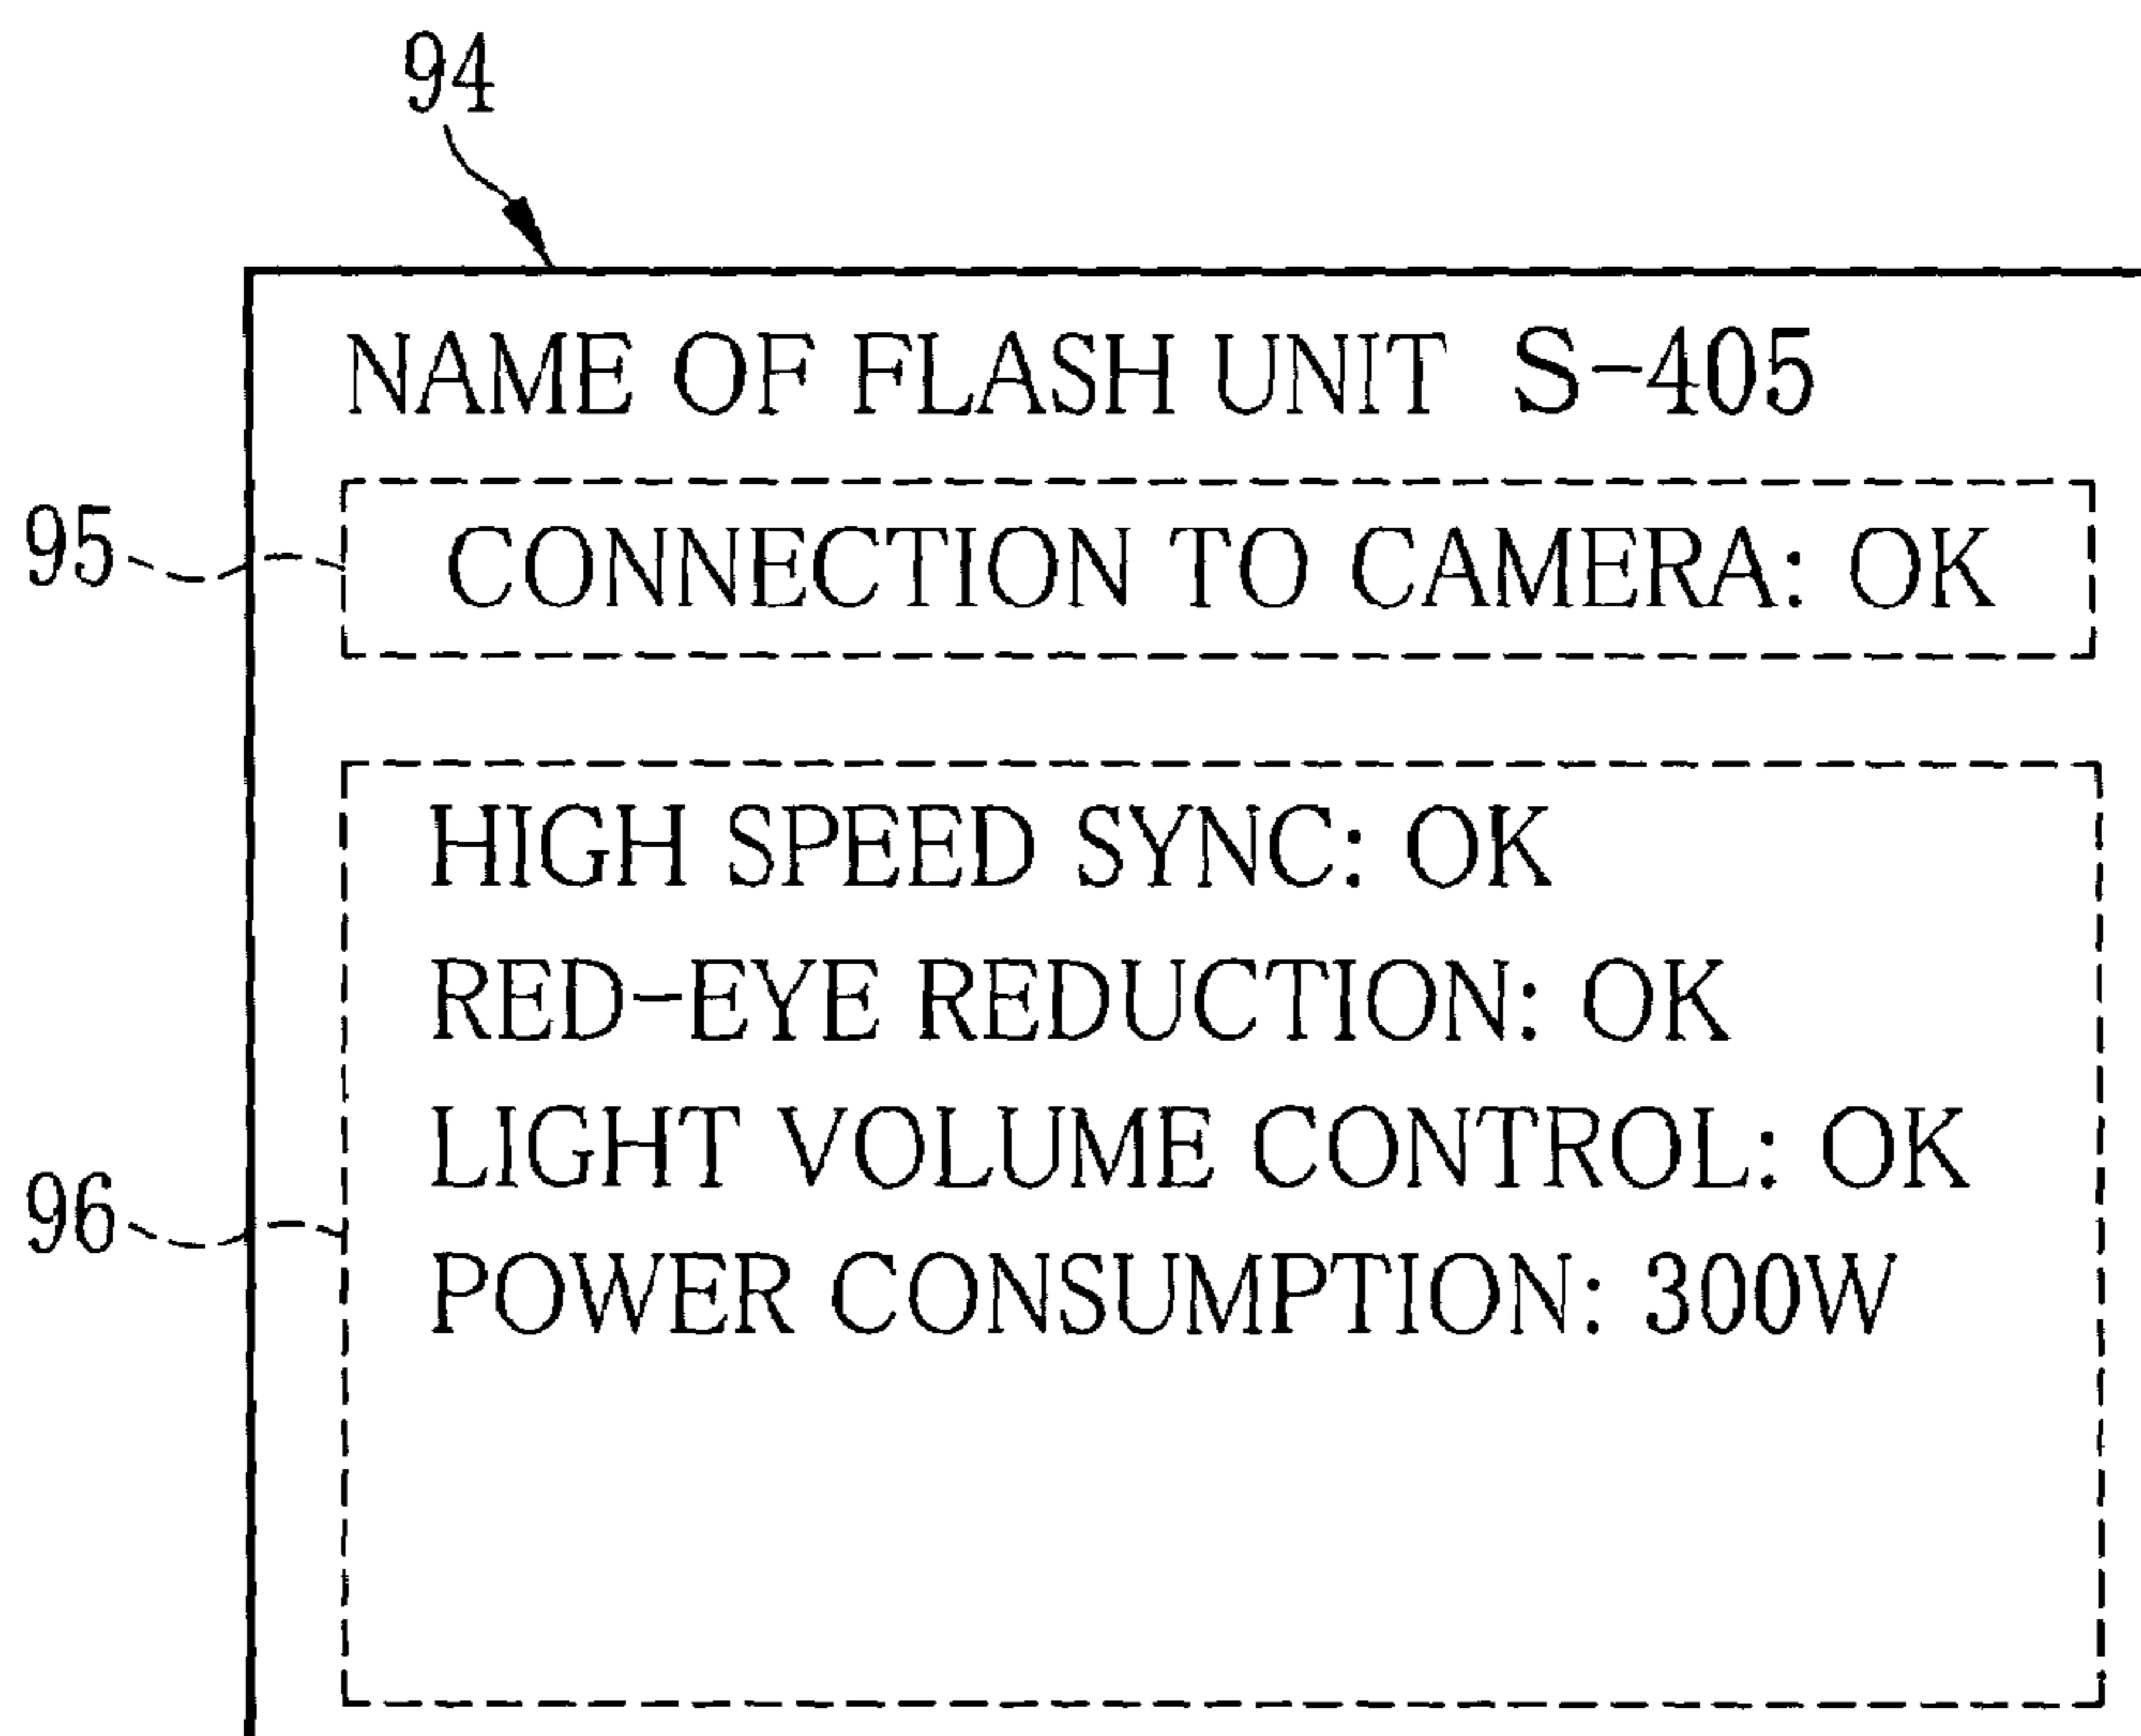 94
NAME OF FLASH UNIT S-405
95
CONNECTION TO CAMERA: OK
HIGH SPEED SYNC: OK
RED-EYE REDUCTION: OK
LIGHT VOLUME CONTROL: OK
96
POWER CONSUMPTION: 300W